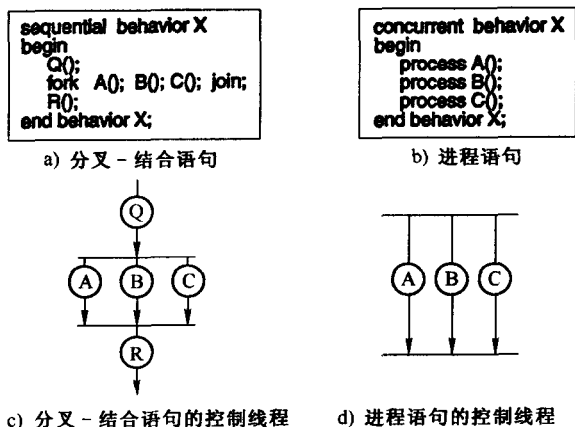 sequential behavior X
begin
Q();
fork A(); B(); C(); join;
R();
end behavior X;
a) 分叉－结合语句
concurrent behavior X
begin
process A();
process B();
process C();
end behavior X;
b) 进程语句
Q
A B C
R
c) 分叉－结合语句的控制线程
A B C
d) 进程语句的控制线程